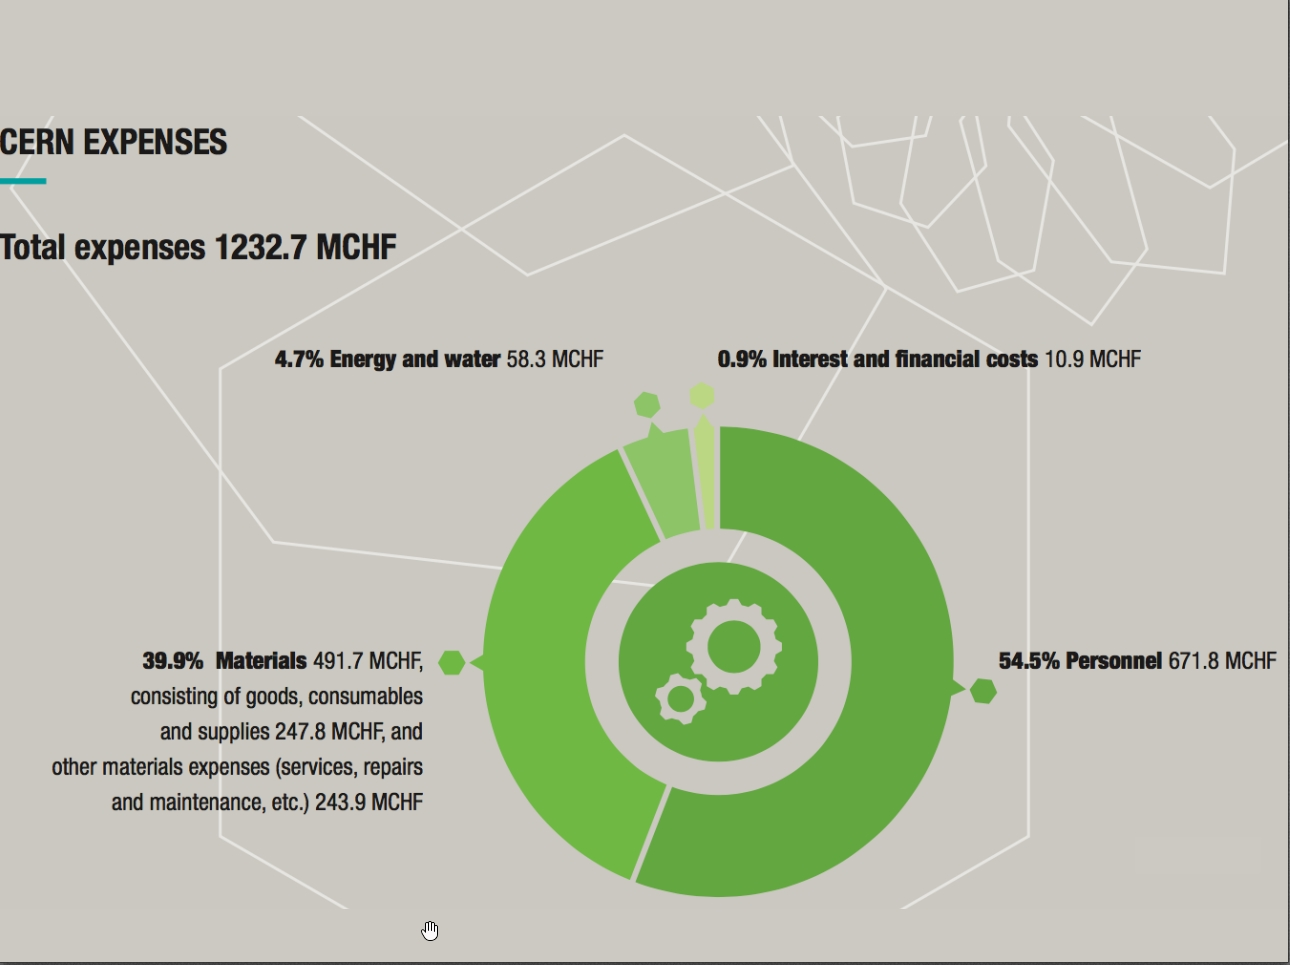 CERN EXPENSES
Total expenses 1232.7 MCHF
4.7% Energy and water 58.3 MCHF
0.9% Interest and financial costs 10.9 MCHF
39.9% Materials 491.7 MCHF,
consisting of goods, consumables
and supplies 247.8 MCHF, and
other materials expenses (services, repairs
and maintenance, etc.) 243.9 MCHF
54.5% Personnel 671.8 MCHF